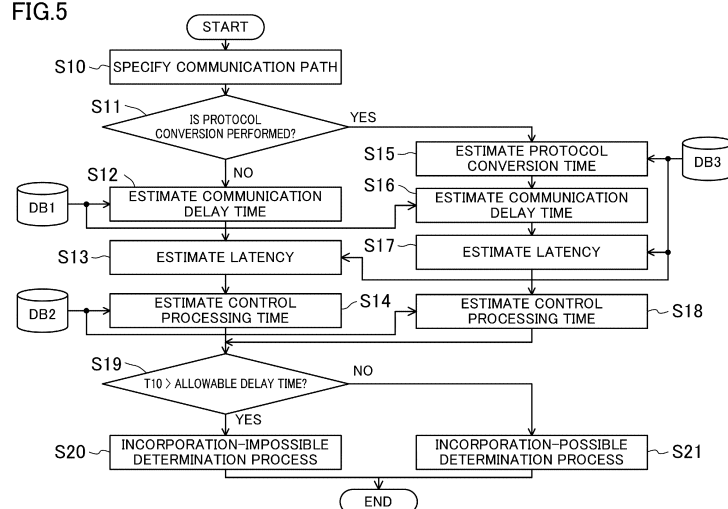 FIG.5
START
S10
SPECIFY COMMUNICATION PATH
S11
IS PROTOCOL
CONVERSION PERFORMED?
YES
NO
S15
ESTIMATE PROTOCOL
CONVERSION TIME
DB3
S12
ESTIMATE COMMUNICATION
DELAY TIME
DB1
S16
ESTIMATE COMMUNICATION
DELAY TIME
S13
ESTIMATE LATENCY
S17
ESTIMATE LATENCY
DB2
ESTIMATE CONTROL
PROCESSING TIME
S14
ESTIMATE CONTROL
PROCESSING TIME
S18
S19
T10 > ALLOWABLE DELAY TIME?
NO
YES
S20
INCORPORATION-IMPOSSIBLE
DETERMINATION PROCESS
INCORPORATION-POSSIBLE
DETERMINATION PROCESS
S21
END